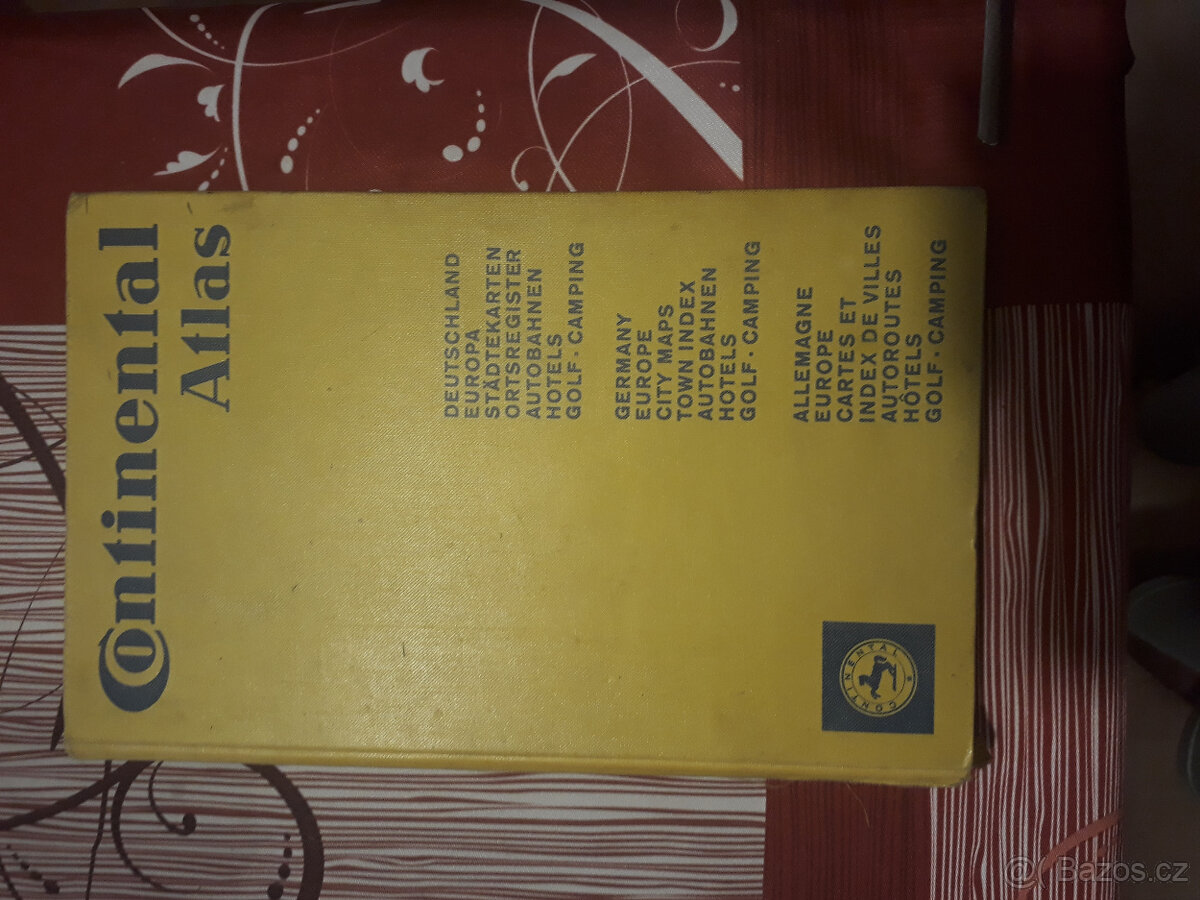 Continental
Atlas
DEUTSCHLAND
EUROPA
STÄDTEKARTEN
ORTSREGISTER
AUTOBAHNEN
HOTELS
GOLF · CAMPING
GERMANY
EUROPE
CITY MAPS
TOWN INDEX
AUTOBAHNEN
HOTELS
GOLF · CAMPING
ALLEMAGNE
EUROPE
CARTES ET
INDEX DE VILLES
AUTOROUTES
HÔTELS
GOLF · CAMPING
CONTINENTAL
@ Bazos.cz